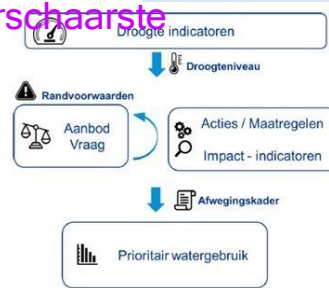 rschaarste
Droogte indicatoren
Droogteniveau
Randvoorwaarden
Aanbod
Vraag
Acties / Maatregelen
Impact - indicatoren
Afwegingskader
Prioritair watergebruik